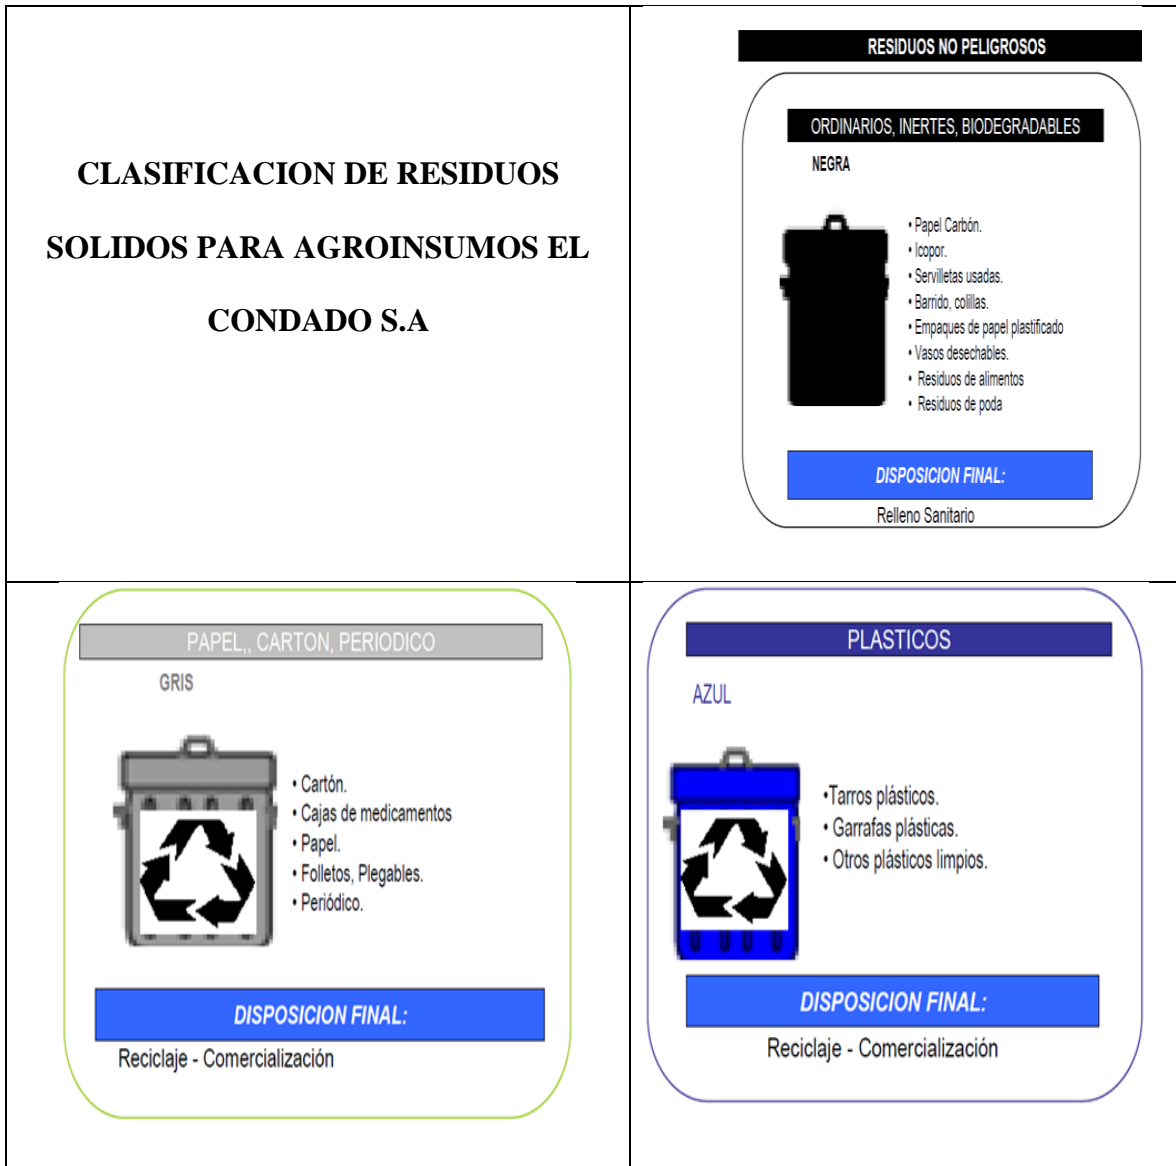 CLASIFICACION DE RESIDUOS
SOLIDOS PARA AGROINSUMOS EL
CONDADO S.A
RESIDUOS NO PELIGROSOS
ORDINARIOS, INERTES, BIODEGRADABLES
NEGRA
• Papel Carbón.
• Icopor.
• Servilletas usadas.
• Barrido, colillas.
• Empaques de papel plastificado
• Vasos desechables.
• Residuos de alimentos
• Residuos de poda
DISPOSICION FINAL:
Relleno Sanitario
PAPEL,, CARTON, PERIODICO
GRIS
• Cartón.
• Cajas de medicamentos
• Papel.
• Folletos, Plegables.
• Periódico.
DISPOSICION FINAL:
Reciclaje - Comercialización
PLASTICOS
AZUL
•Tarros plásticos.
• Garrafas plásticas.
• Otros plásticos limpios.
DISPOSICION FINAL:
Reciclaje - Comercialización